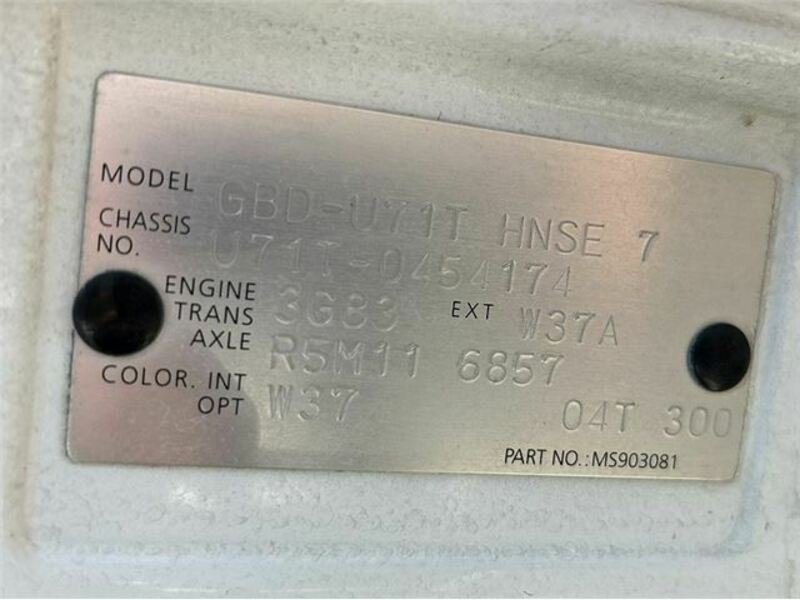 MODEL GBD-U71T HNSE 7
CHASSIS NO. U71T-0454174
ENGINE 3G83 EXT W37A
TRANS AXLE R5M11 6857
COLOR. INT W37
OPT 04T 300
PART NO.:MS903081